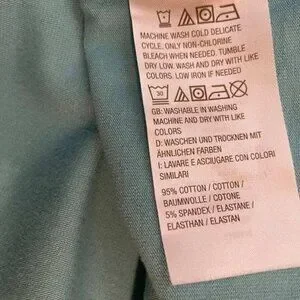 MACHINE WASH COLD DELICATE
CYCLE. ONLY NON-CHLORINE
BLEACH WHEN NEEDED. TUMBLE
DRY LOW. WASH AND DRY WITH LIKE
COLORS. LOW IRON IF NEEDED
30
GB: WASHABLE IN WASHING
MACHINE AND DRY WITH LIKE
COLORS
D: WASCHEN UND TROCKNEN MIT
ÄHNLICHEN FARBEN
I: LAVARE E ASCIUGARE CON COLORI
SIMILARI
95% COTTON / COTTON /
BAUMWOLLE / COTONE
5% SPANDEX / ELASTANE /
ELASTHAN / ELASTAN